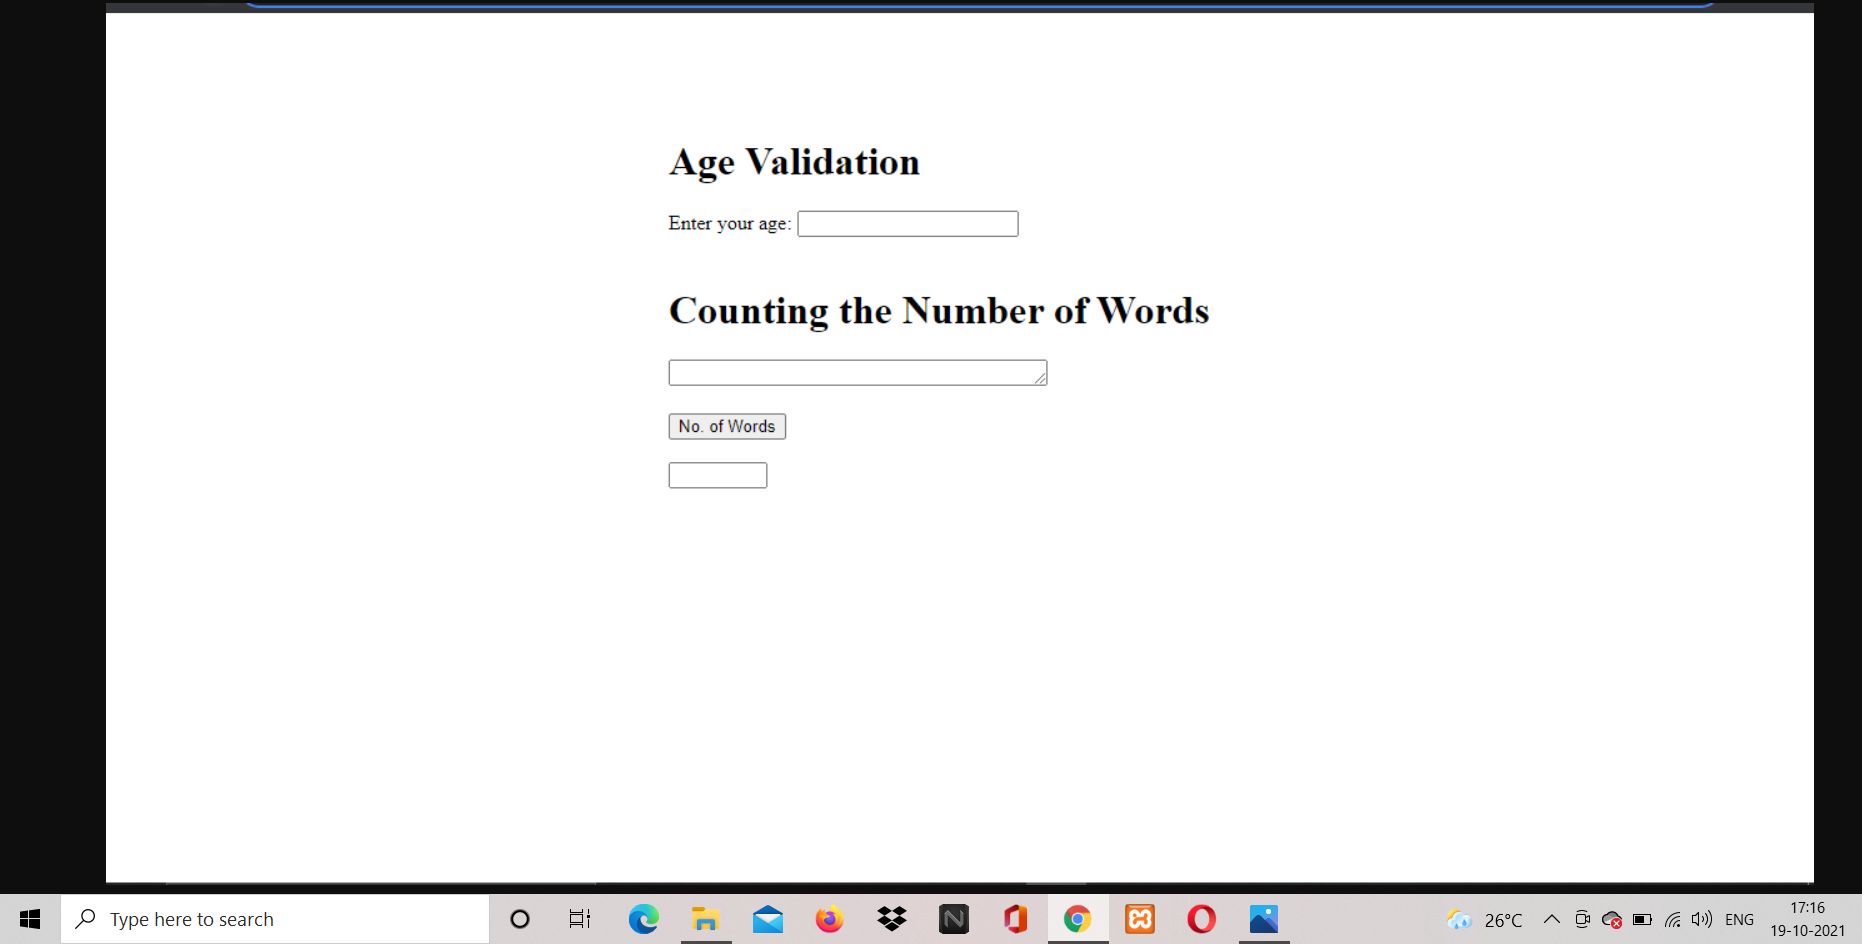 Age Validation
Enter your age:
Counting the Number of Words
No. of Words
Type here to search
26°C
ENG
17:16
19-10-2021